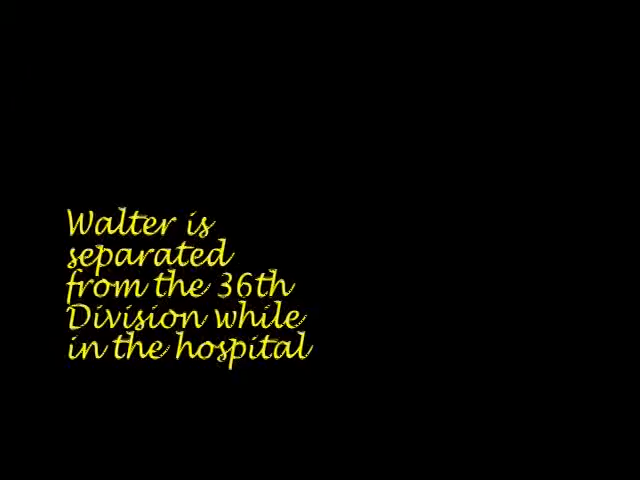 Walter is
separated
from the 36th
Division while
in the hospital